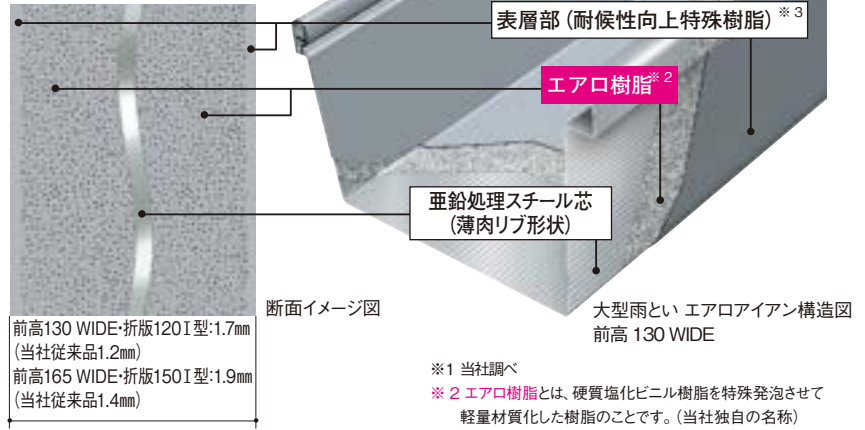 表層部（耐候性向上特殊樹脂）※3
エアロ樹脂※2
亜鉛処理スチール芯
（薄肉リブ形状）
断面イメージ図
大型雨とい エアロアイアン構造図
前高 130 WIDE
前高130 WIDE・折版120Ⅰ型:1.7㎜
（当社従来品1.2㎜）
前高165 WIDE・折版150Ⅰ型:1.9㎜
（当社従来品1.4㎜）
※1 当社調べ
※２ エアロ樹脂とは、硬質塩化ビニル樹脂を特殊発泡させて
軽量材質化した樹脂のことです。（当社独自の名称）